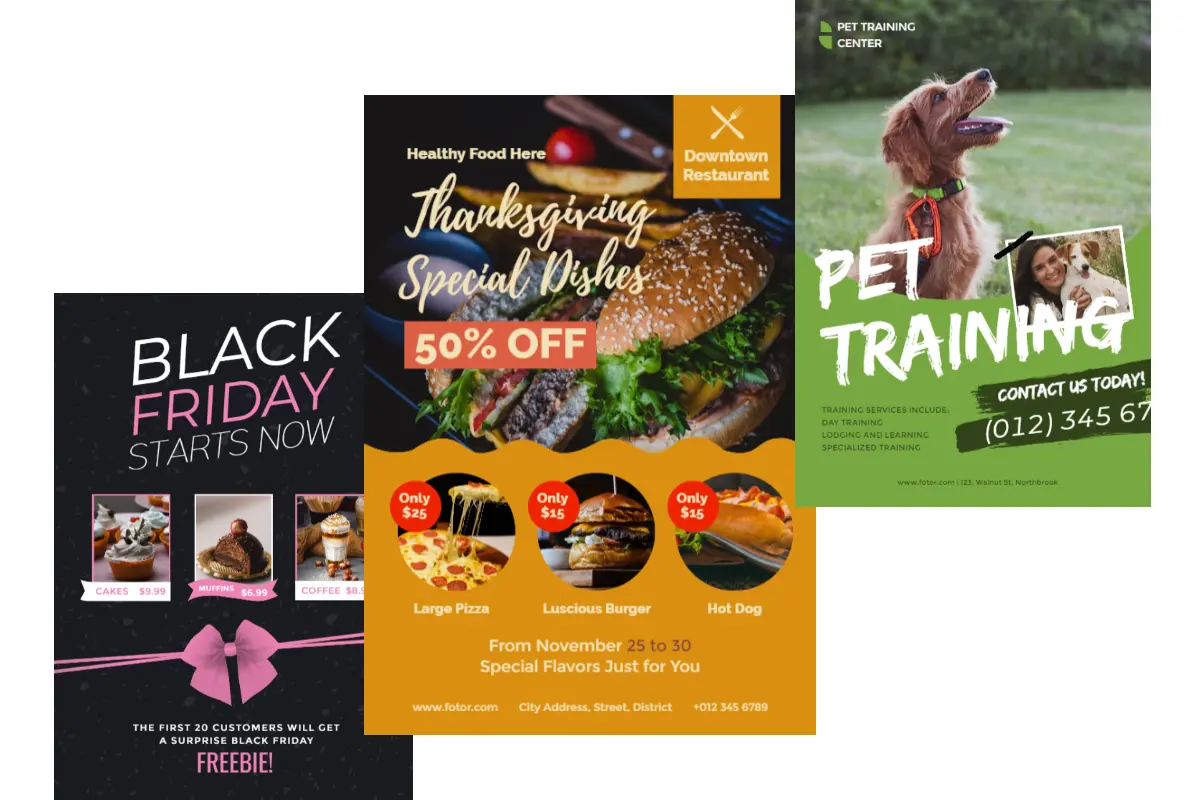 BLACK
FRIDAY
STARTS NOW
CAKES $9.99
MUFFINS $6.99
COFFEE
THE FIRST 20 CUSTOMERS WILL GET
A SURPRISE BLACK FRIDAY
FREEBIE!
Healthy Food Here
Downtown
Restaurant
Thanksgiving
Special Dishes
50% OFF
Only
$25
Only
$15
Only
$15
Large Pizza
Luscious Burger
Hot Dog
From November 25 to 30
Special Flavors Just for You
www.fotor.com City Address, Street, District +012 345 6789
PET TRAINING
CENTER
PET
TRAINING
CONTACT US TODAY!
(012) 345 67
TRAINING SERVICES INCLUDE:
DAY TRAINING
LODGING AND LEARNING
SPECIALIZED TRAINING
www.fotor.com | 123, Walnut St, Northbrook